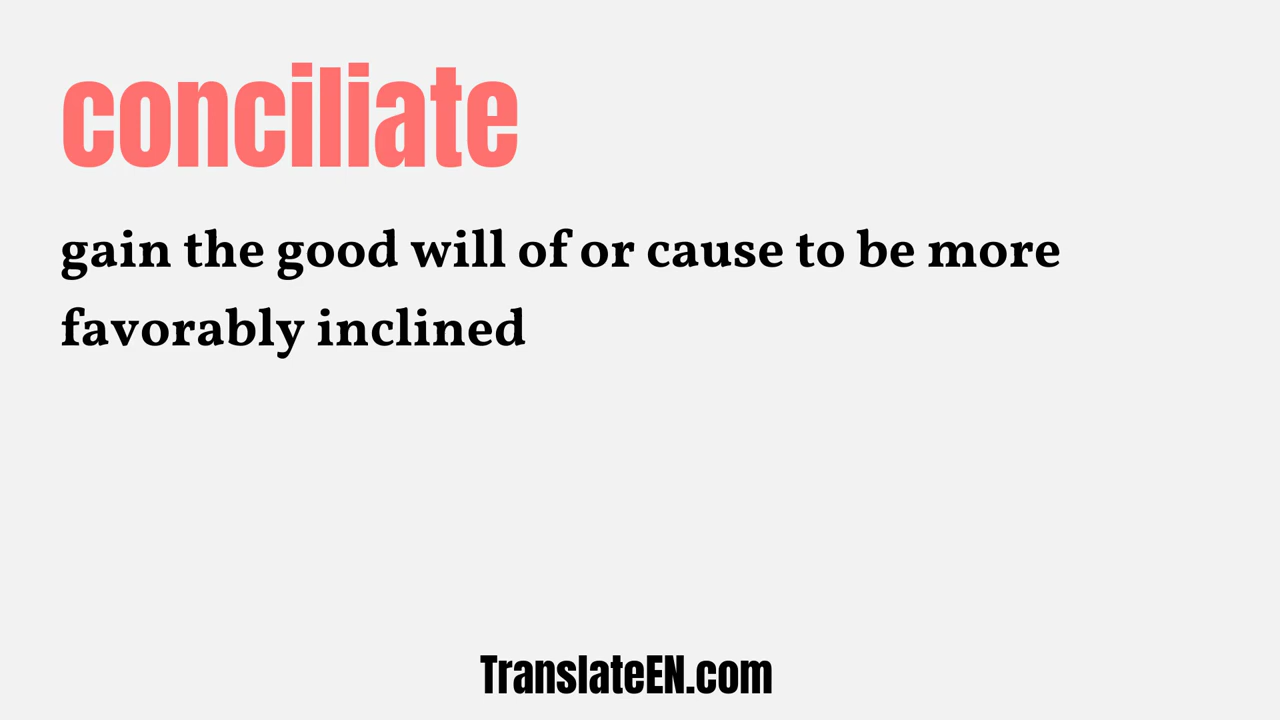 conciliate
gain the good will of or cause to be more
favorably inclined
TranslateEN.com